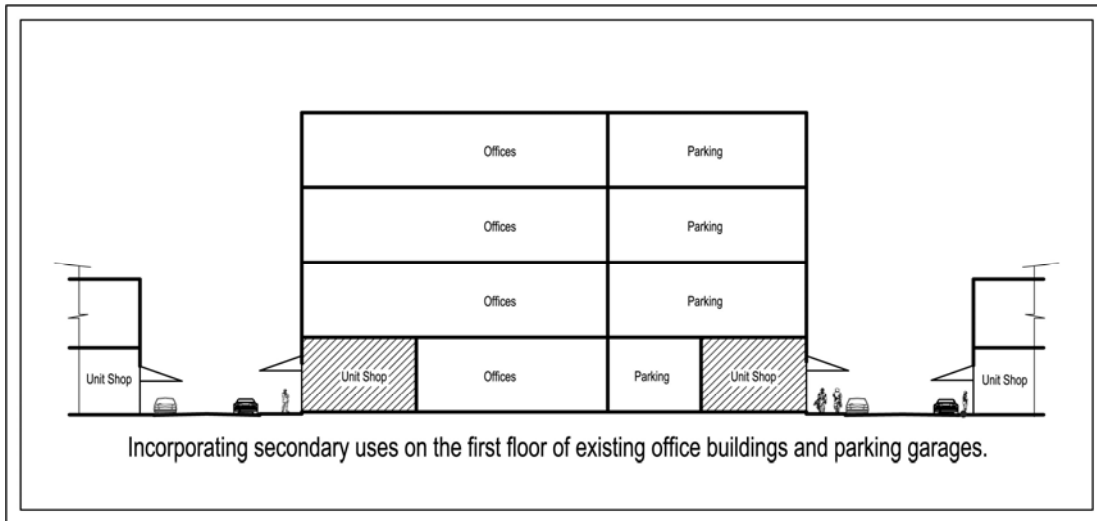 Offices Parking
Offices Parking
Offices Parking
Unit Shop Unit Shop Offices Parking Unit Shop Unit Shop
Incorporating secondary uses on the first floor of existing office buildings and parking garages.